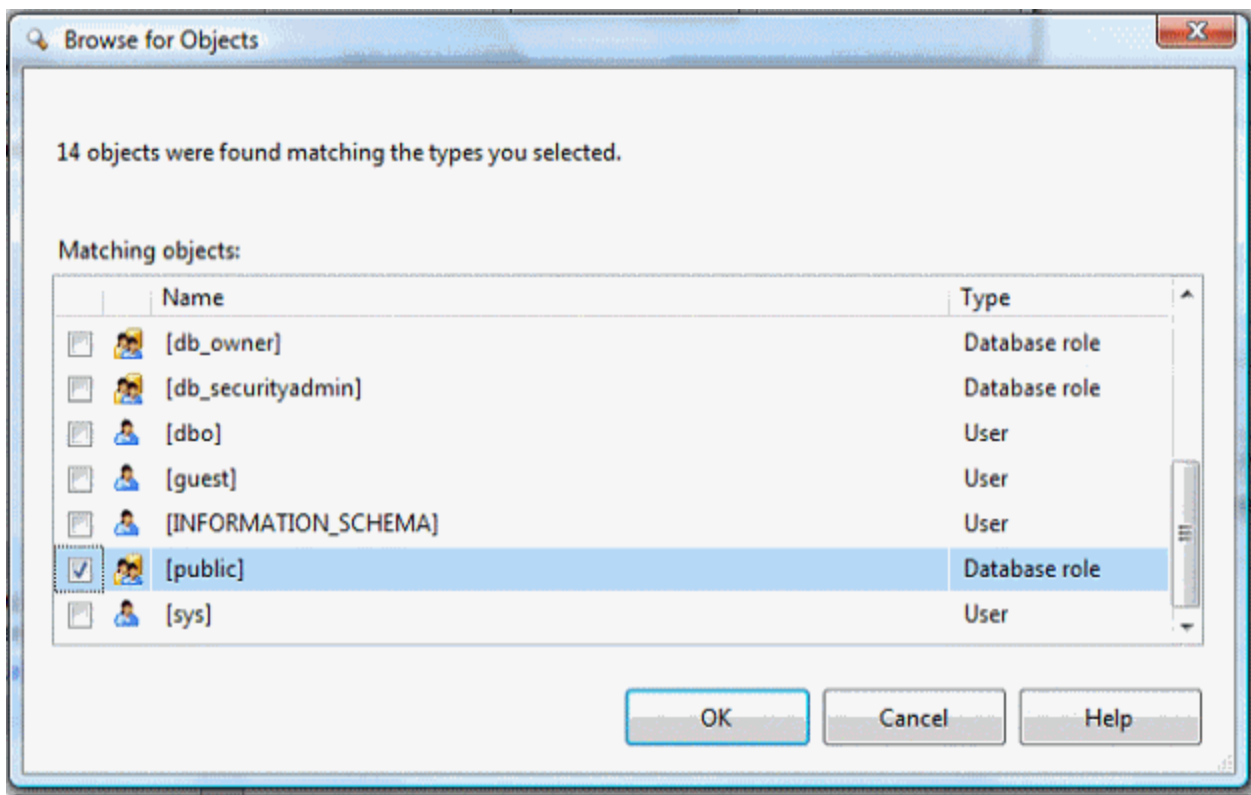 Browse for Objects
14 objects were found matching the types you selected.
Matching objects:
Name Type
[db_owner] Database role
[db_securityadmin] Database role
[dbo] User
[guest] User
[INFORMATION_SCHEMA] User
[public] Database role
[sys] User
OK Cancel Help